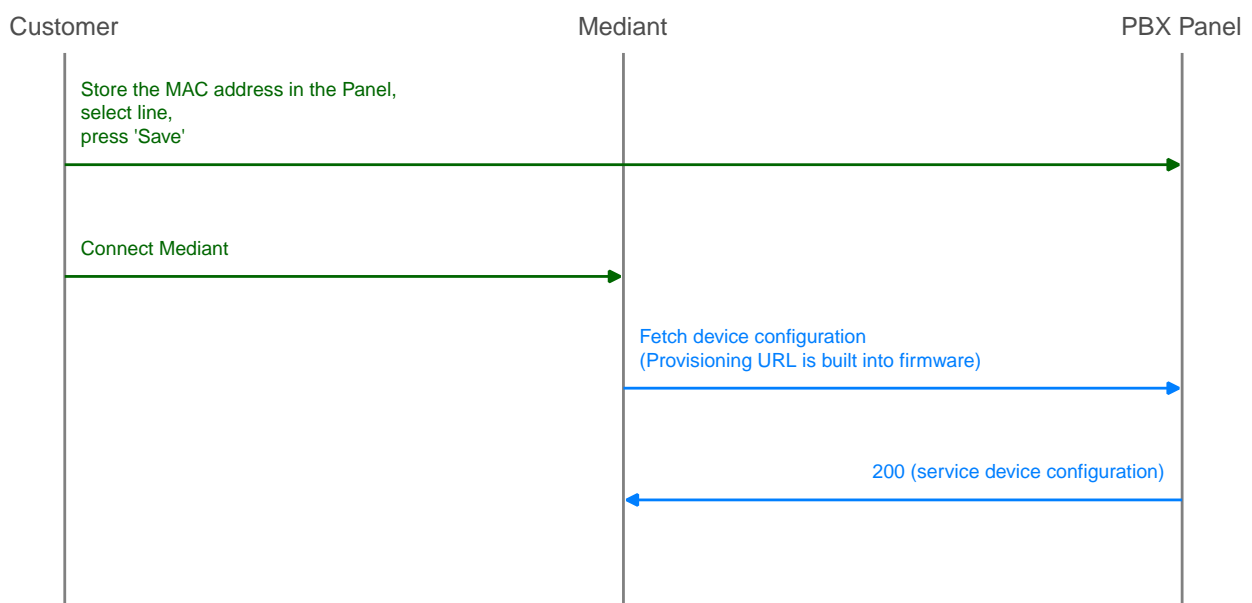 Customer
Mediant
PBX Panel
Store the MAC address in the Panel,
select line,
press 'Save'
Connect Mediant
Fetch device configuration
(Provisioning URL is built into firmware)
200 (service device configuration)